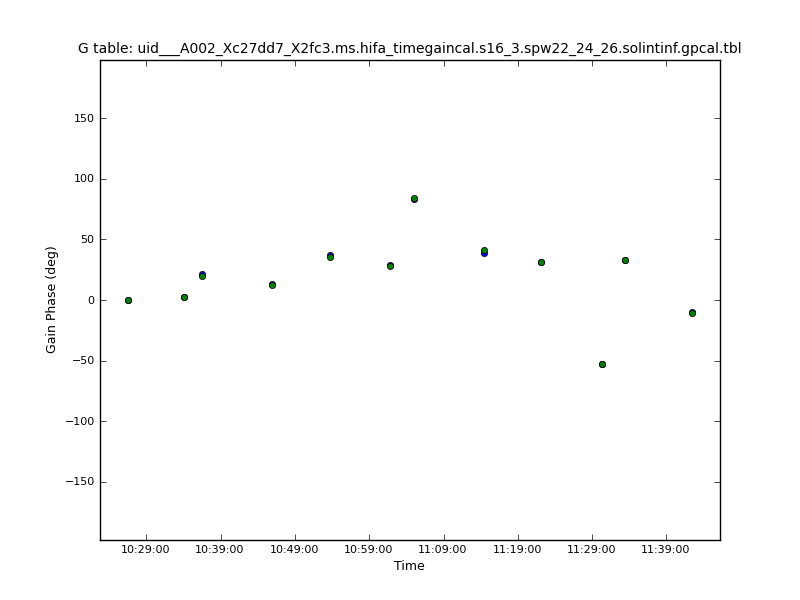 G table: uid___A002_Xc27dd7_X2fc3.ms.hifa_timegaincal.s16_3.spw22_24_26.solintinf.gpcal.tbl
150
100
50
0
−50
−100
−150
Gain Phase (deg)
10:29:00 10:39:00 10:49:00 10:59:00 11:09:00 11:19:00 11:29:00 11:39:00
Time